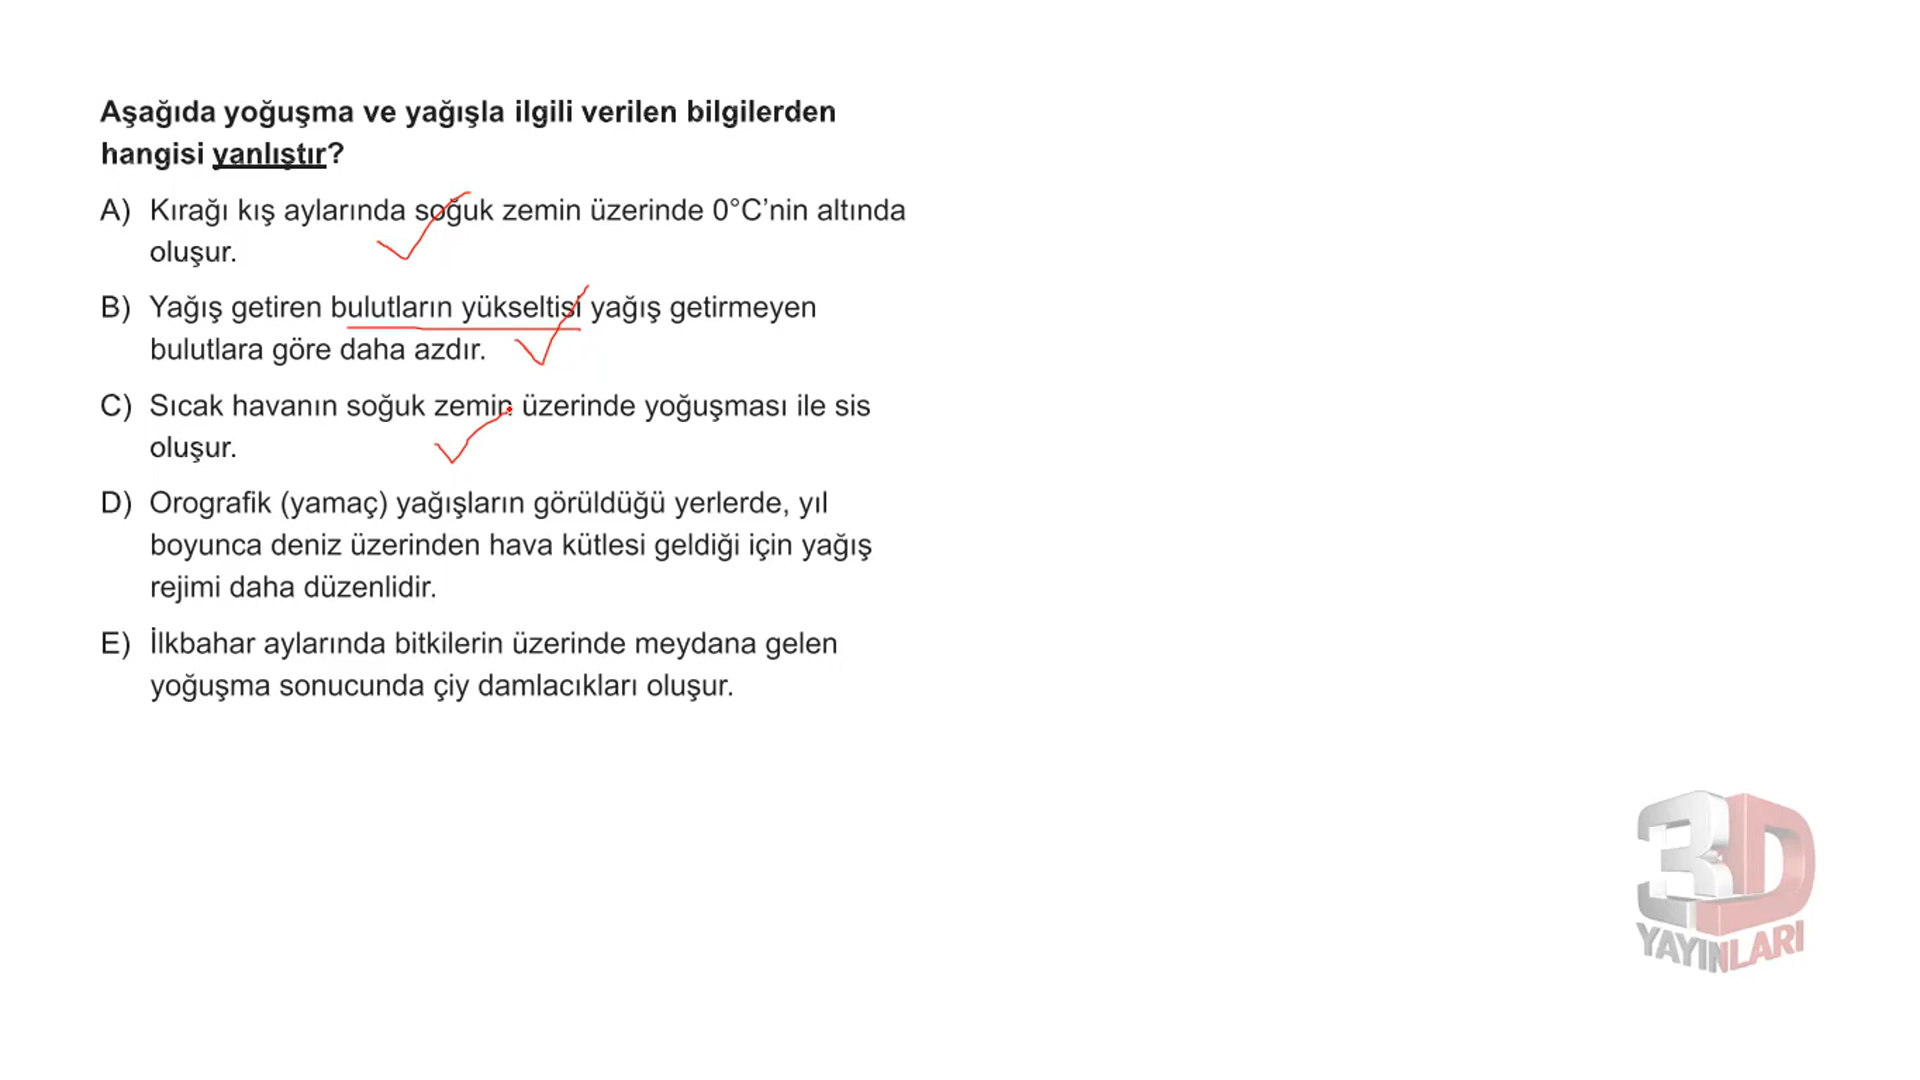 Aşağıda yoğuşma ve yağışla ilgili verilen bilgilerden
hangisi yanlıştır?
A) Kırağı kış aylarında soğuk zemin üzerinde 0°C’nin altında
oluşur.
B) Yağış getiren bulutların yükseltisi yağış getirmeyen
bulutlara göre daha azdır.
C) Sıcak havanın soğuk zemin üzerinde yoğuşması ile sis
oluşur.
D) Orografik (yamaç) yağışların görüldüğü yerlerde, yıl
boyunca deniz üzerinden hava kütlesi geldiği için yağış
rejimi daha düzenlidir.
E) İlkbahar aylarında bitkilerin üzerinde meydana gelen
yoğuşma sonucunda çiy damlacıkları oluşur.
3D
YAYINLARI